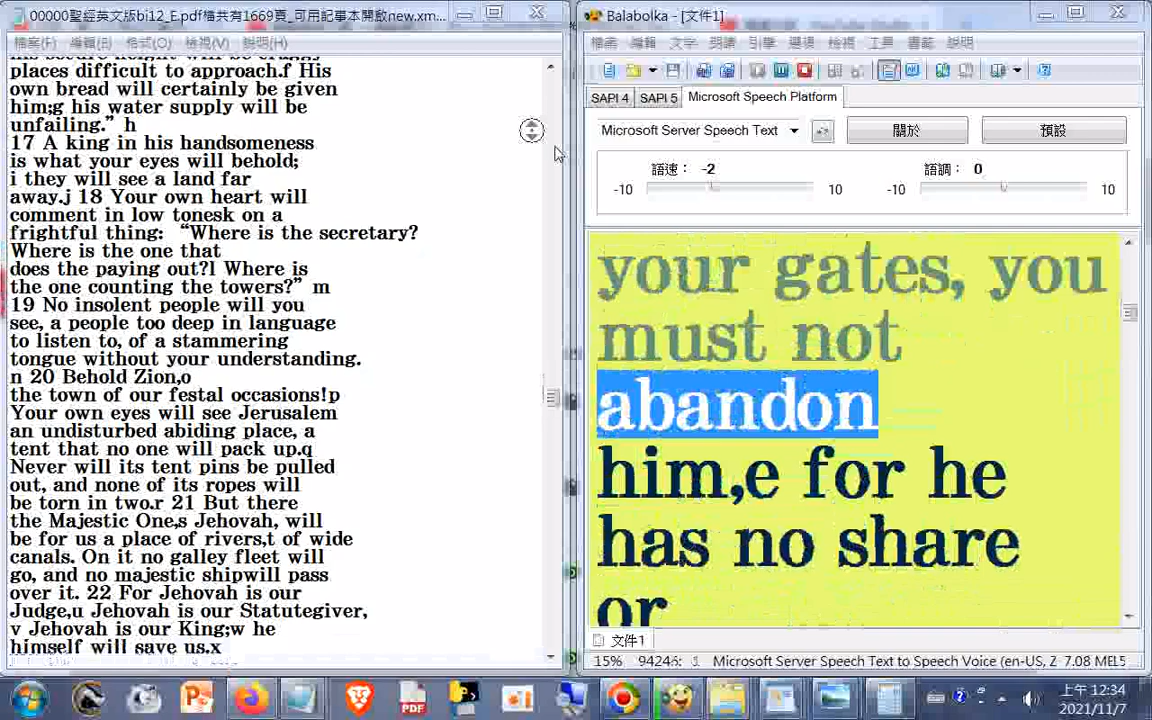 00000聖經英文版bi12_E.pdf檔共有1669頁_可用記事本開啟new.xm...
檔案(F) 編輯(E) 格式(O) 檢視(V) 說明(H)
places difficult to approach.f His
own bread will certainly be given
him;g his water supply will be
unfailing.” h
17 A king in his handsomeness
is what your eyes will behold;
i they will see a land far
away.j 18 Your own heart will
comment in low tonesk on a
frightful thing: “Where is the secretary?
Where is the one that
does the paying out?l Where is
the one counting the towers?” m
19 No insolent people will you
see, a people too deep in language
to listen to, of a stammering
tongue without your understanding.
n 20 Behold Zion,o
the town of our festal occasions!p
Your own eyes will see Jerusalem
an undisturbed abiding place, a
tent that no one will pack up.q
Never will its tent pins be pulled
out, and none of its ropes will
be torn in two.r 21 But there
the Majestic One,s Jehovah, will
be for us a place of rivers,t of wide
canals. On it no galley fleet will
go, and no majestic shipwill pass
over it. 22 For Jehovah is our
Judge,u Jehovah is our Statutegiver,
v Jehovah is our King;w he
himself will save us.x
Balabolka - [文件1]
檔案 編輯 文字 朗讀 引擎 選項 檢視 工具 書籤 說明
SAPI 4 SAPI 5 Microsoft Speech Platform
Microsoft Server Speech Text 關於 預設
語速： -2 語調： 0
-10 10 -10 10
your gates, you
must not
abandon
him,e for he
has no share
or
文件1
15% 9424 1 Microsoft Server Speech Text to Speech Voice (en-US, Z 7.08
PDF
上午 12:34
2021/11/7